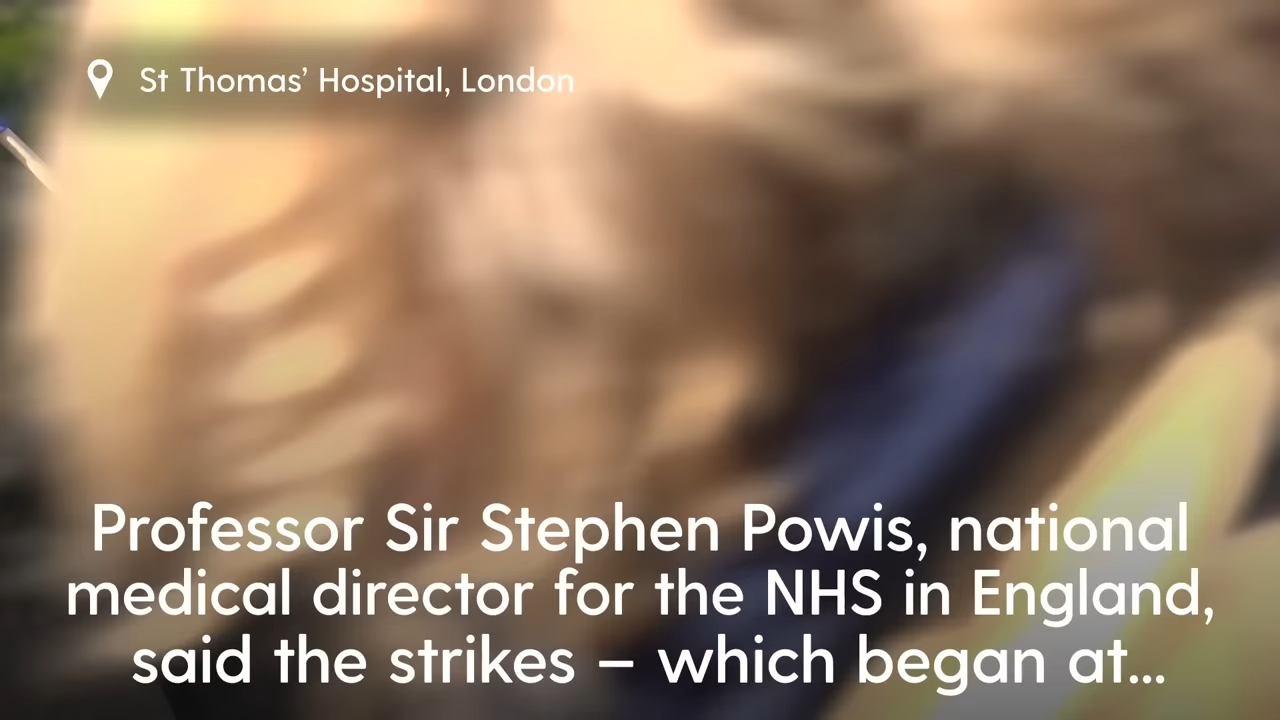 St Thomas’ Hospital, London
Professor Sir Stephen Powis, national
medical director for the NHS in England,
said the strikes – which began at...